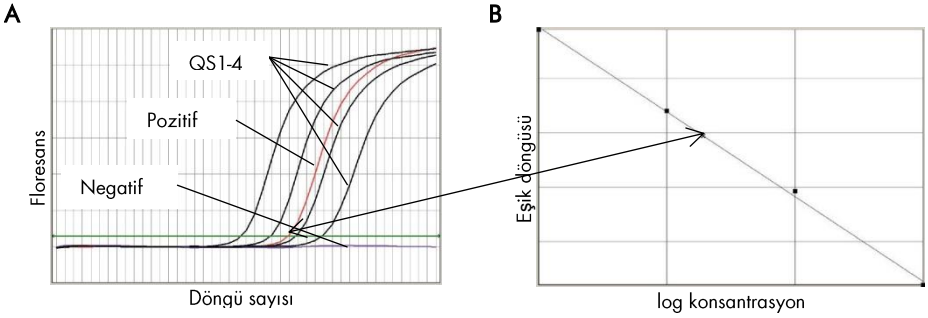 A
B
QS1-4
Pozitif
Negatif
Floresans
Döngü sayısı
Eşik döngüsü
log konsantrasyon